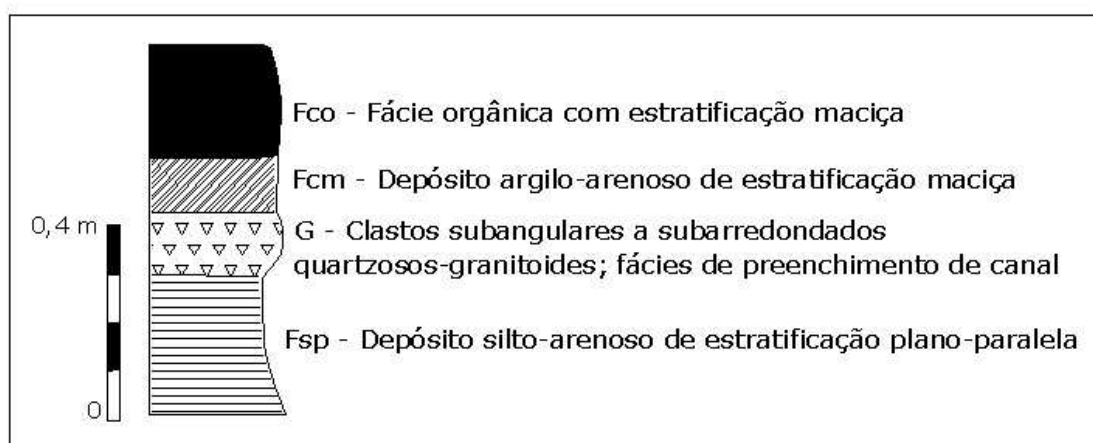 Fco - Fácie orgânica com estratificação maciça
Fcm - Depósito argilo-arenoso de estratificação maciça
0,4 m
G - Clastos subangulares a subarredondados
quartzosos-granitoides; fácies de preenchimento de canal
Fsp - Depósito silto-arenoso de estratificação plano-paralela
0